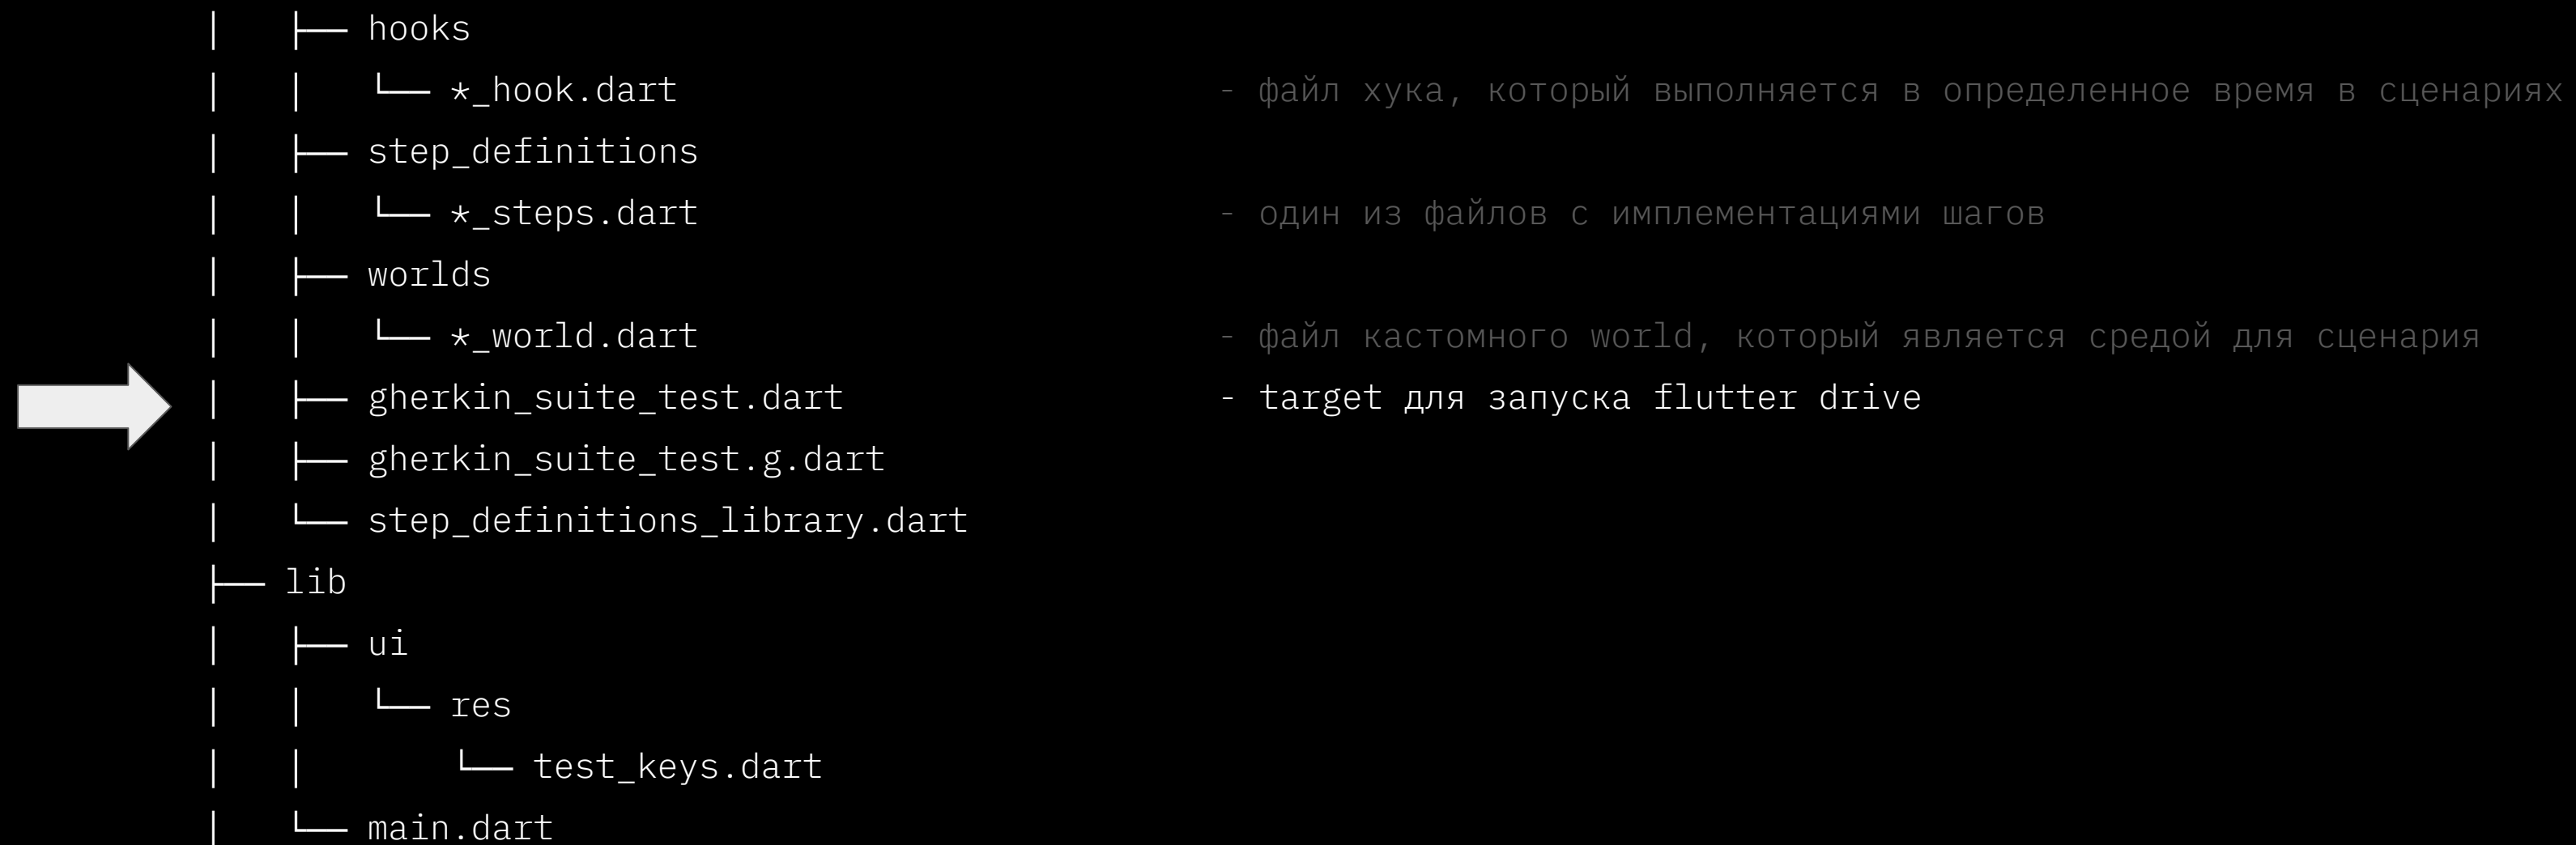 │   ├── hooks
│   │   └── *_hook.dart - файл хука, который выполняется в определенное время в сценариях
│   ├── step_definitions
│   │   └── *_steps.dart - один из файлов с имплементациями шагов
│   ├── worlds
│   │   └── *_world.dart - файл кастомного world, который является средой для сценария
│   ├── gherkin_suite_test.dart - target для запуска flutter drive
│   ├── gherkin_suite_test.g.dart
│   └── step_definitions_library.dart
├── lib
│   ├── ui
│   │   └── res
│   │       └── test_keys.dart
│   └── main.dart